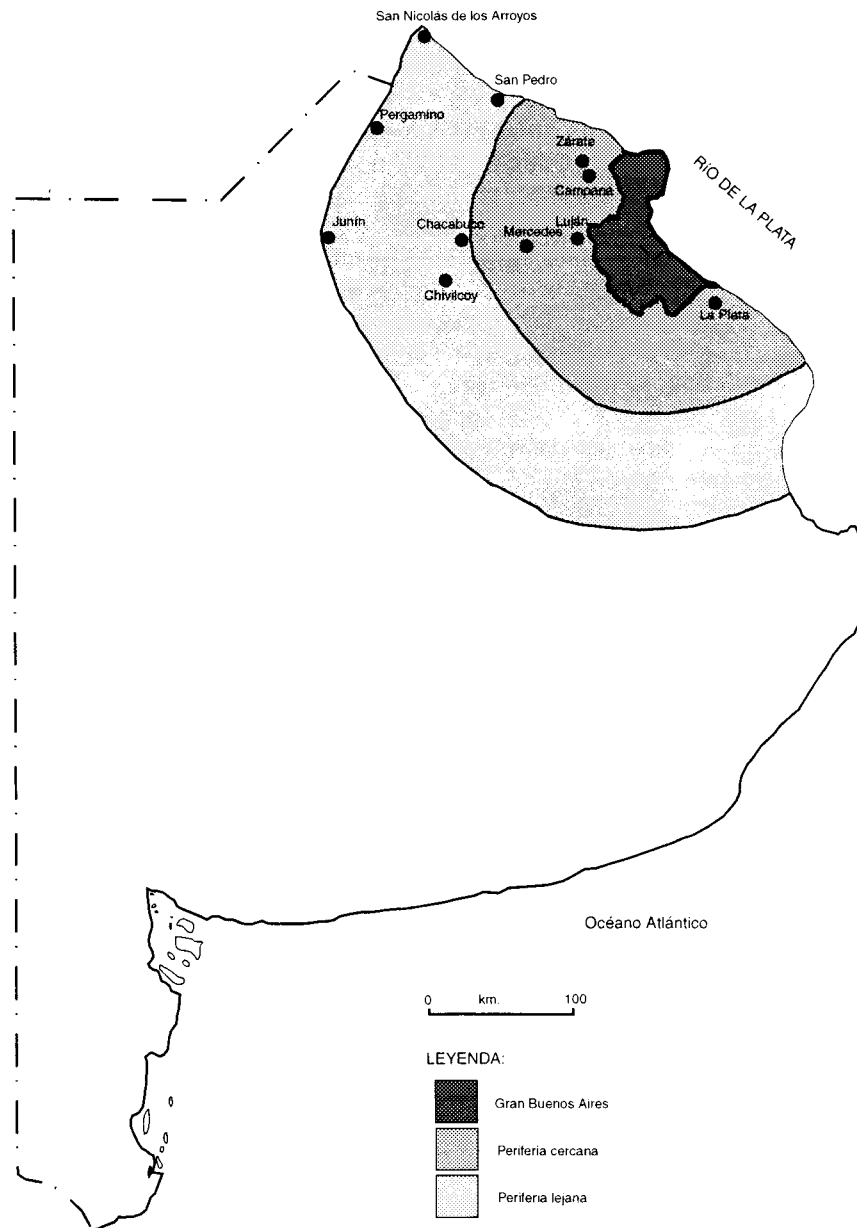 San Nicolás de los Arroyos
San Pedro
Pergamino
Zárate
Campana
RÍO DE LA PLATA
Junín
Chacabuco
Mercedes
Luján
Chivilcoy
La Plata
Océano Atlántico
0 km. 100
LEYENDA:
Gran Buenos Aires
Periferia cercana
Periferia lejana